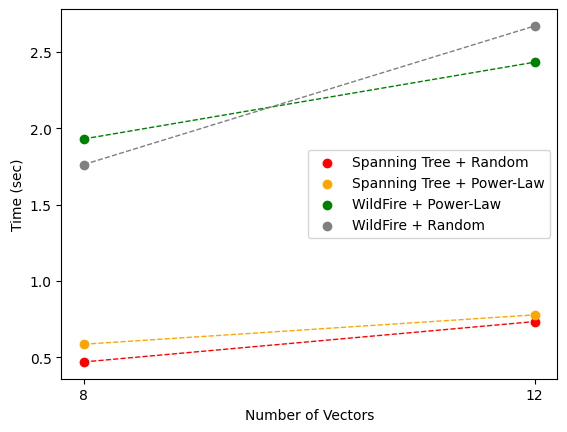 2.5
2.0
1.5
1.0
0.5
Time (sec)
Spanning Tree + Random
Spanning Tree + Power-Law
WildFire + Power-Law
WildFire + Random
8
12
Number of Vectors